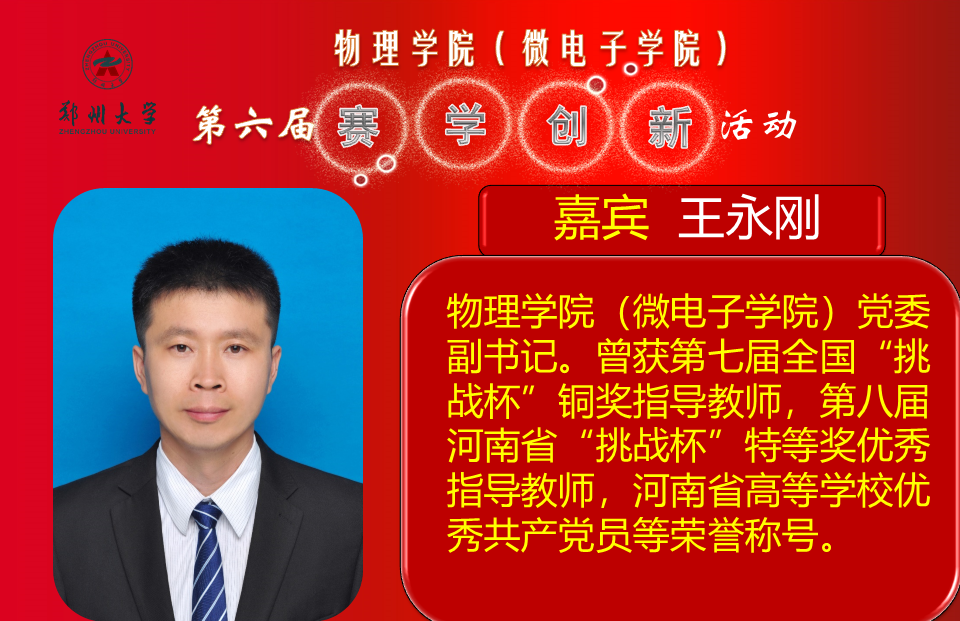 物理学院（微电子学院）
郑州大学
ZHENGZHOU UNIVERSITY
第六届赛学创新活动
嘉宾 王永刚
物理学院（微电子学院）党委
副书记。曾获第七届全国“挑
战杯”铜奖指导教师，第八届
河南省“挑战杯”特等奖优秀
指导教师，河南省高等学校优
秀共产党员等荣誉称号。